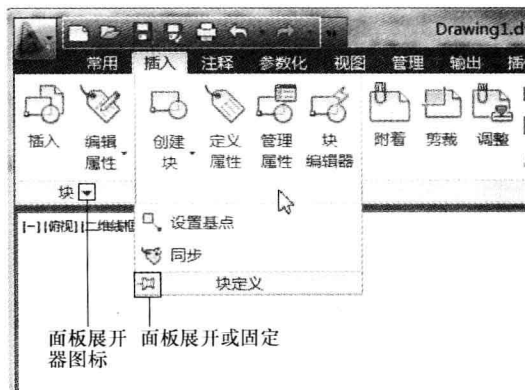 Drawing1.d
常用 插入 注释 参数化 视图 管理 输出 插
插入 编辑属性 创建块 定义属性 管理属性 块编辑器 附着 剪裁 调整
块
[-][俯视][二维线框
设置基点
同步
块定义
面板展开器图标
面板展开或固定